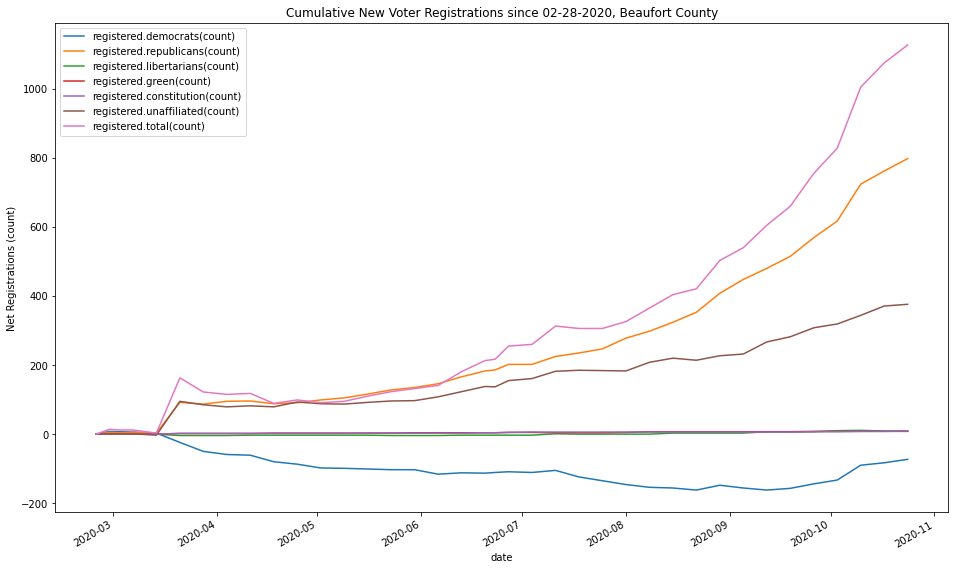 Cumulative New Voter Registrations since 02-28-2020, Beaufort County
registered.democrats(count)
registered.republicans(count)
registered.libertarians(count)
registered.green(count)
registered.constitution(count)
registered.unaffiliated(count)
registered.total(count)
Net Registrations (count)
1000
800
600
400
200
0
−200
2020-03
2020-04
2020-05
2020-06
2020-07
2020-08
2020-09
2020-10
2020-11
date